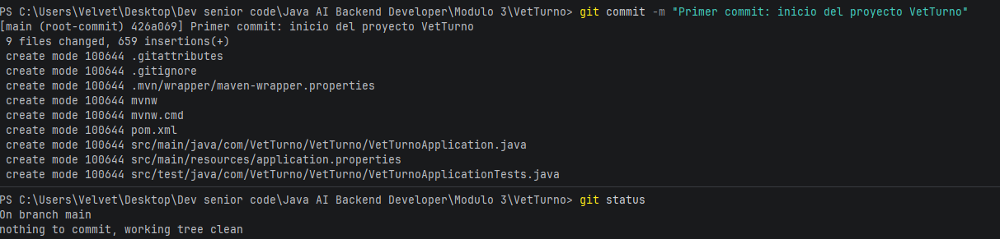 PS C:\Users\Velvet\Desktop\Dev senior code\Java AI Backend Developer\Modulo 3\VetTurno> git commit -m "Primer commit: inicio del proyecto VetTurno"
[main (root-commit) 426a069] Primer commit: inicio del proyecto VetTurno
 9 files changed, 659 insertions(+)
 create mode 100644 .gitattributes
 create mode 100644 .gitignore
 create mode 100644 .mvn/wrapper/maven-wrapper.properties
 create mode 100644 mvnw
 create mode 100644 mvnw.cmd
 create mode 100644 pom.xml
 create mode 100644 src/main/java/com/VetTurno/VetTurno/VetTurnoApplication.java
 create mode 100644 src/main/resources/application.properties
 create mode 100644 src/test/java/com/VetTurno/VetTurno/VetTurnoApplicationTests.java
PS C:\Users\Velvet\Desktop\Dev senior code\Java AI Backend Developer\Modulo 3\VetTurno> git status
On branch main
nothing to commit, working tree clean